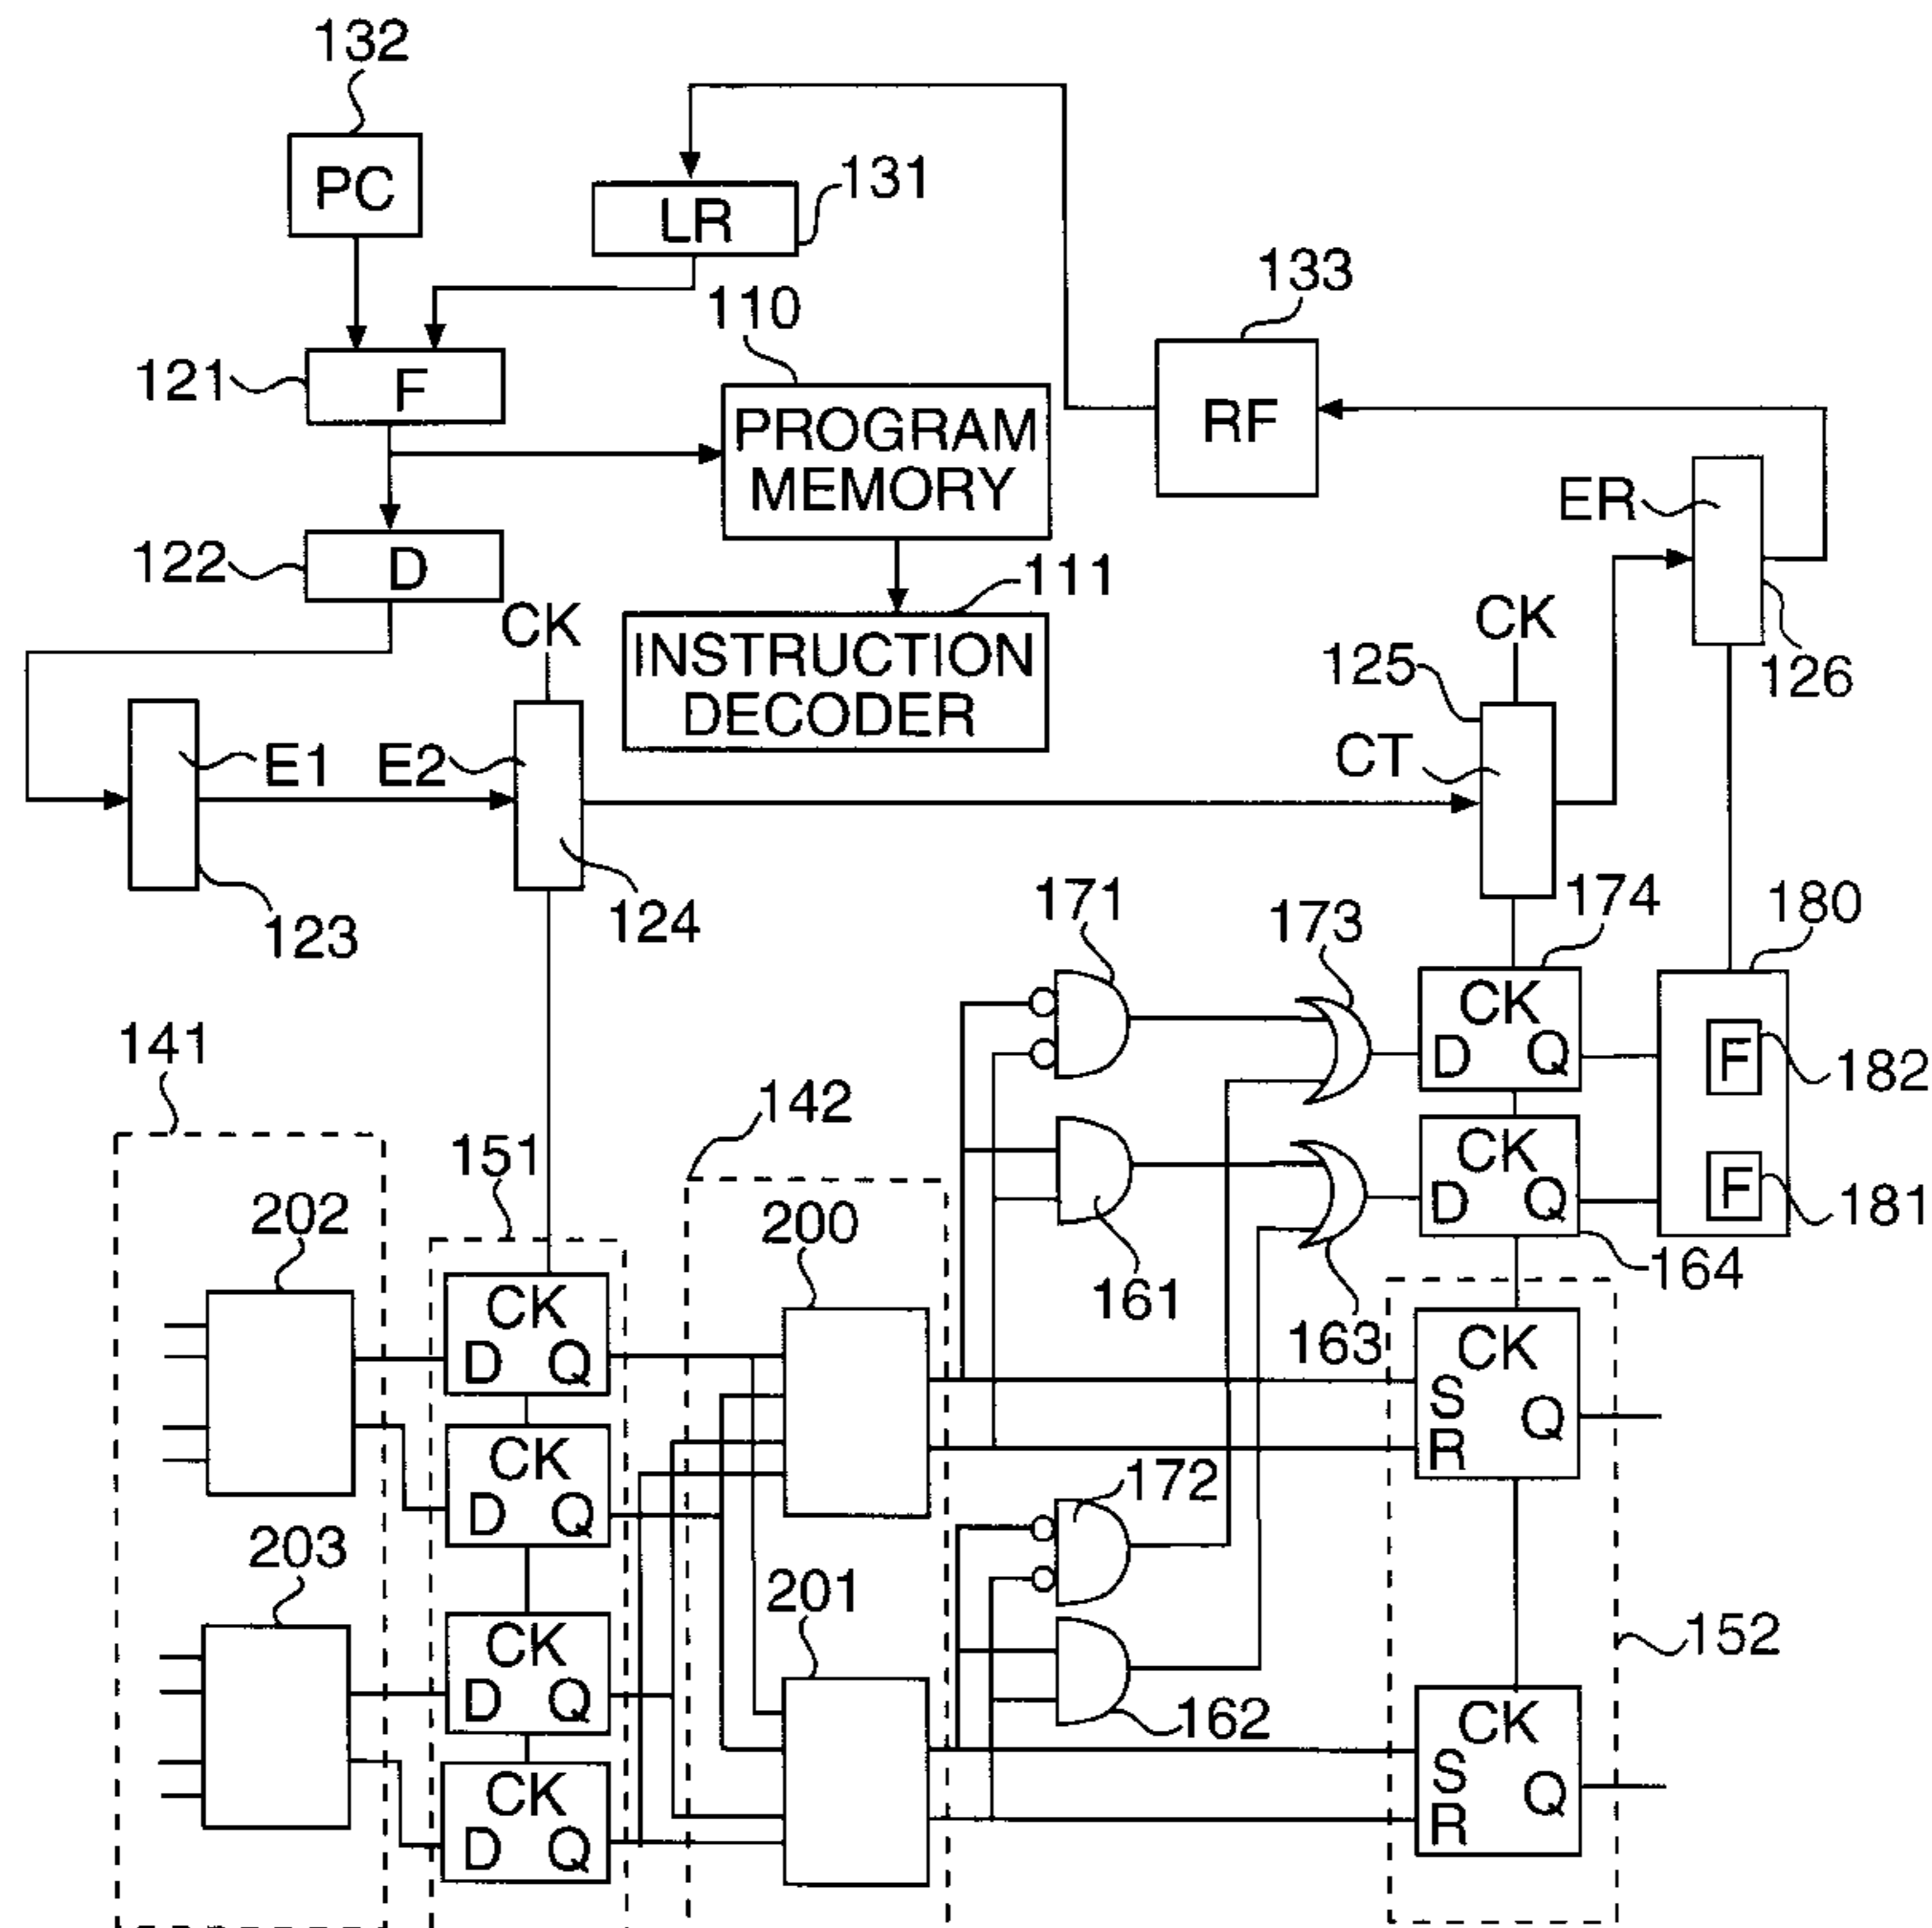 132
PC
LR
131
133
110
121
F
PROGRAM
MEMORY
RF
ER
122
D
111
CK
INSTRUCTION
DECODER
CK
125
126
E1
E2
CT
123
124
171
173
174
180
CK
D Q
F
182
141
142
151
CK
D Q
F
181
202
200
161
163
164
CK
D Q
CK
S
Q
R
CK
D Q
172
203
201
152
CK
D Q
162
CK
S
Q
R
CK
D Q